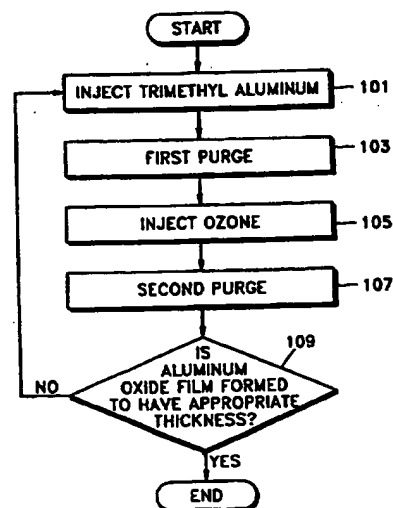 START
INJECT TRIMETHYL ALUMINUM
101
FIRST PURGE
103
INJECT OZONE
105
SECOND PURGE
107
109
IS
ALUMINUM
OXIDE FILM FORMED
TO HAVE APPROPRIATE
THICKNESS?
NO
YES
END